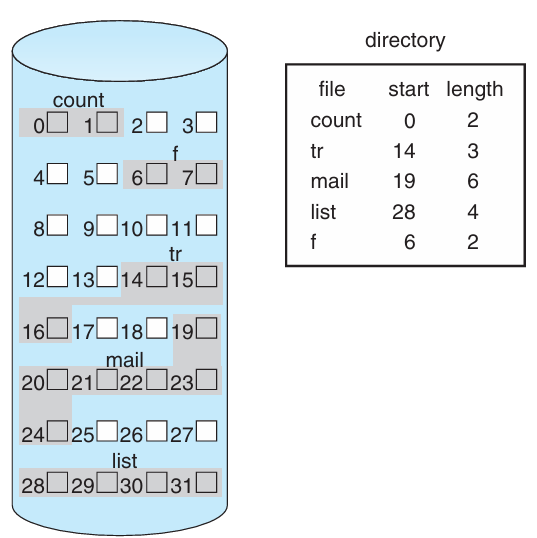 directory
file start length
count 0 2
tr 14 3
mail 19 6
list 28 4
f 6 2
count
0 1 2 3
f
4 5 6 7
8 9 10 11
tr
12 13 14 15
16 17 18 19
mail
20 21 22 23
24 25 26 27
list
28 29 30 31